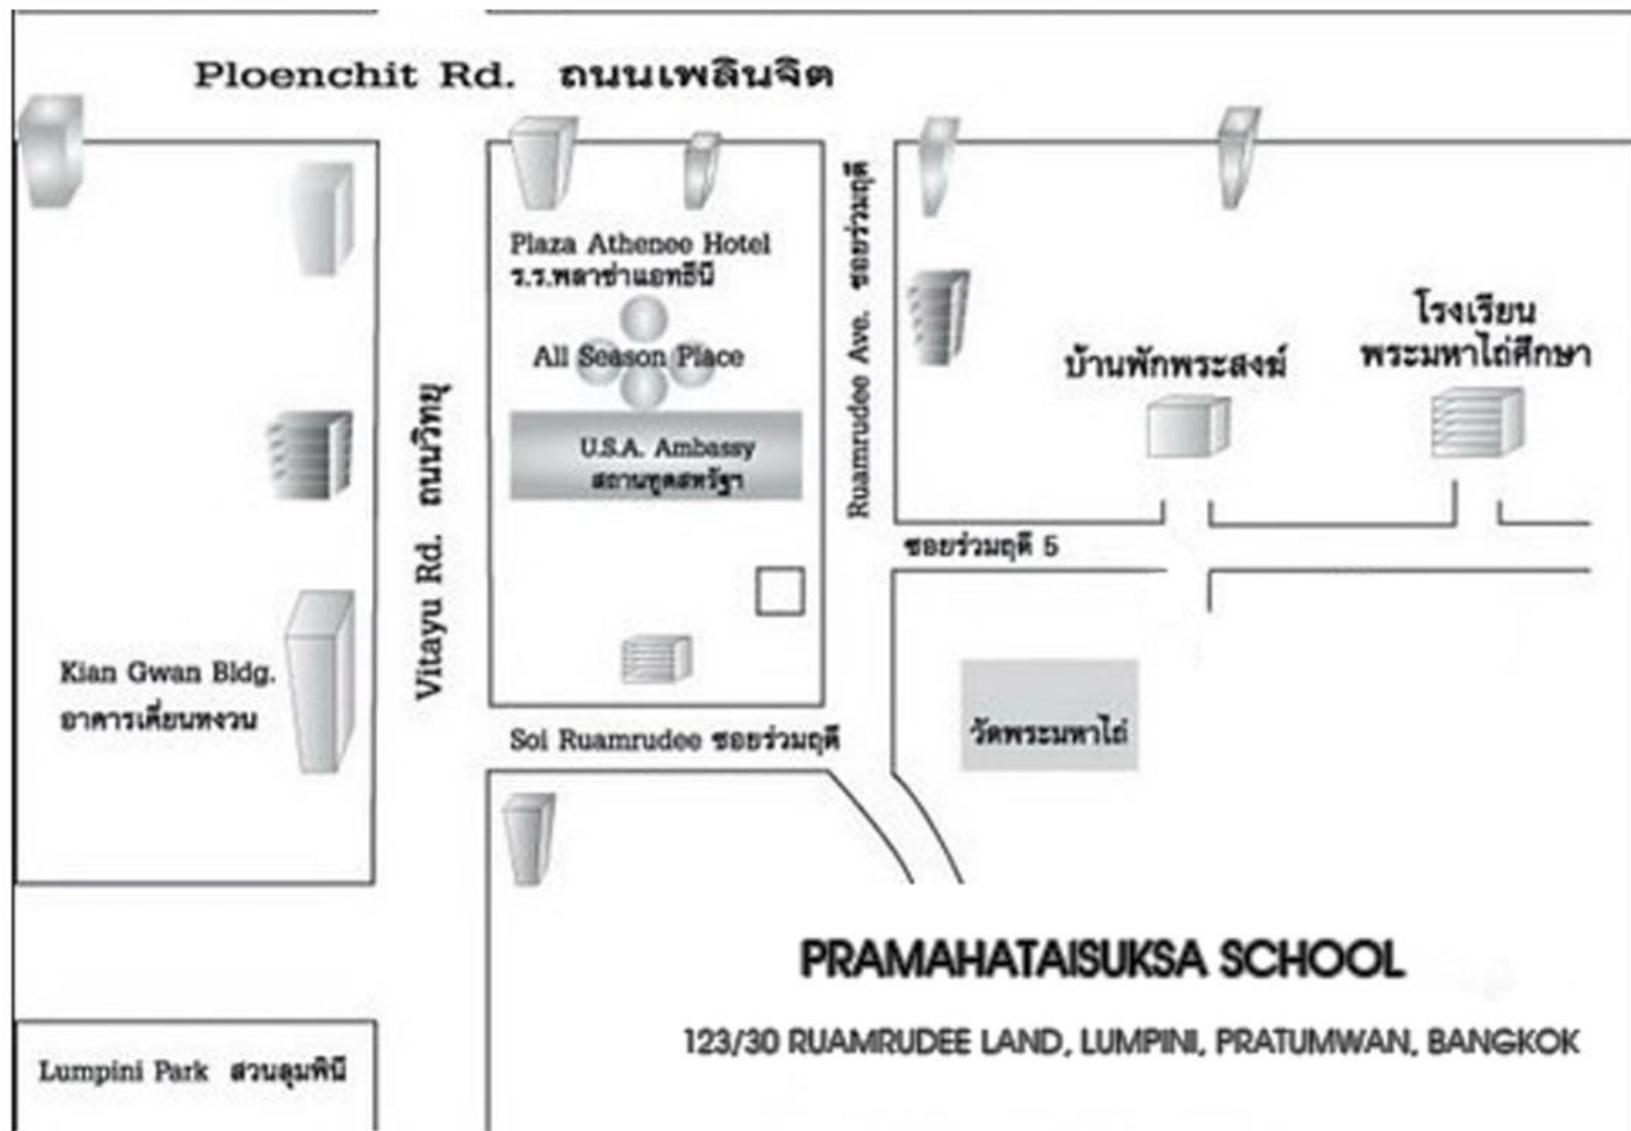 Ploenchit Rd. ถนนเพลินจิต
Plaza Athenee Hotel
ร.ร.พลาซ่าแอทธินี
All Season Place
U.S.A. Ambassy
สถานทูตสหรัฐฯ
Vitayu Rd. ถนนวิทยุ
Ruamrudee Ave. ซอยร่วมฤดี
โรงเรียน
พระมหาไถ่ศึกษา
บ้านพักพระสงฆ์
ซอยร่วมฤดี 5
Kian Gwan Bldg.
อาคารเคี่ยนหงวน
Soi Ruamrudee ซอยร่วมฤดี
วัดพระมหาไถ่
PRAMAHATAISUKSA SCHOOL
123/30 RUAMRUDEE LAND, LUMPINI, PRATUMWAN, BANGKOK
Lumpini Park สวนลุมพินี